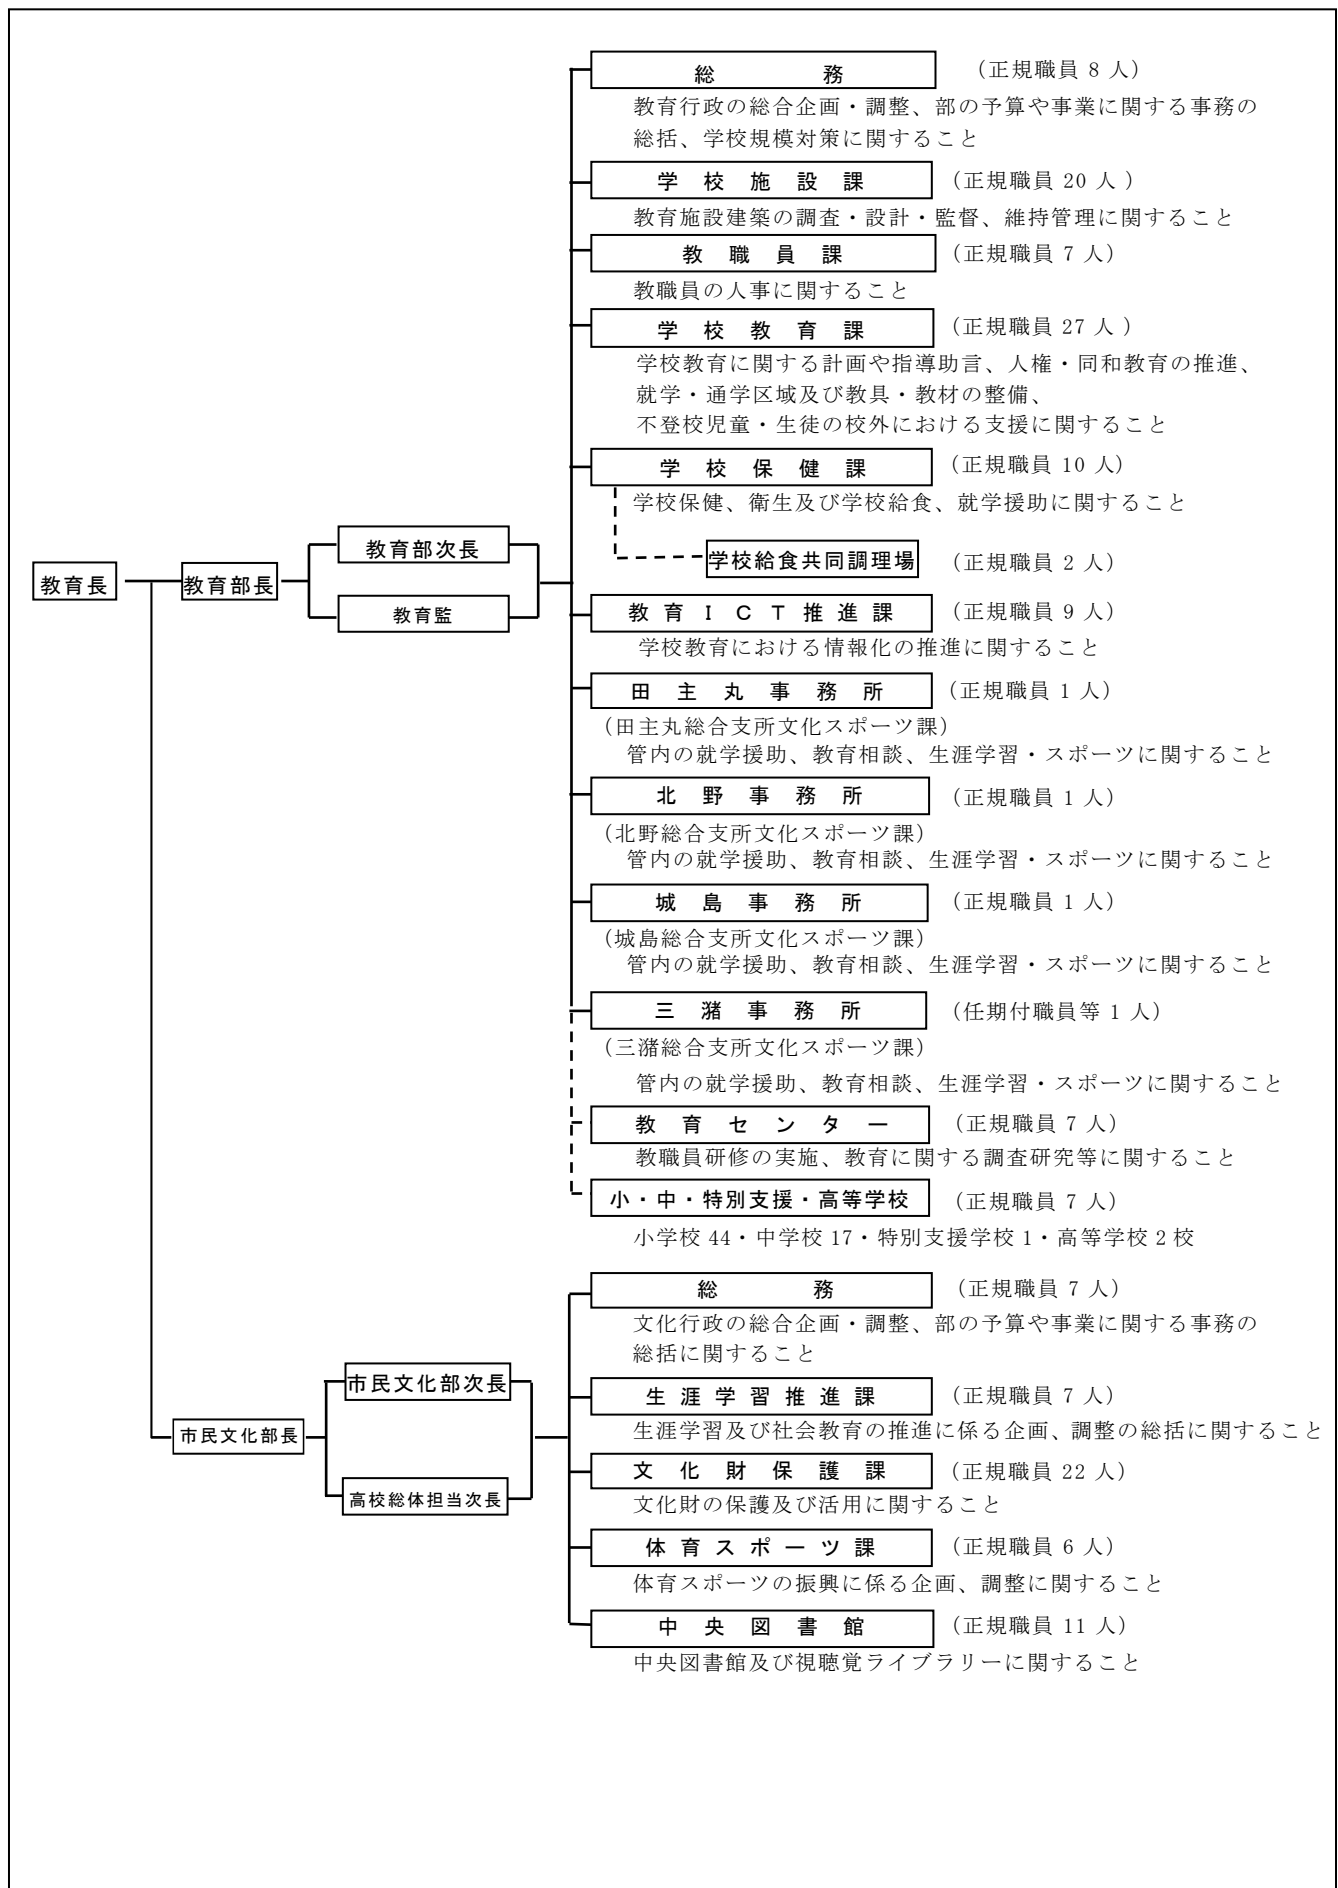 総務 （正規職員 8 人）
教育行政の総合企画・調整、部の予算や事業に関する事務の
総括、学校規模対策に関すること
学校施設課 （正規職員 20 人 ）
教育施設建築の調査・設計・監督、維持管理に関すること
教職員課 （正規職員 7 人）
教職員の人事に関すること
学校教育課 （正規職員 27 人 ）
学校教育に関する計画や指導助言、人権・同和教育の推進、
就学・通学区域及び教具・教材の整備、
不登校児童・生徒の校外における支援に関すること
学校保健課 （正規職員 10 人）
学校保健、衛生及び学校給食、就学援助に関すること
学校給食共同調理場 （正規職員 2 人）
教育長
教育部長
教育部次長
教育監
教育ＩＣＴ推進課 （正規職員 9 人）
学校教育における情報化の推進に関すること
田主丸事務所 （正規職員 1 人）
（田主丸総合支所文化スポーツ課）
管内の就学援助、教育相談、生涯学習・スポーツに関すること
北野事務所 （正規職員 1 人）
（北野総合支所文化スポーツ課）
管内の就学援助、教育相談、生涯学習・スポーツに関すること
城島事務所 （正規職員 1 人）
（城島総合支所文化スポーツ課）
管内の就学援助、教育相談、生涯学習・スポーツに関すること
三潴事務所 （任期付職員等 1 人）
（三潴総合支所文化スポーツ課）
管内の就学援助、教育相談、生涯学習・スポーツに関すること
教育センター （正規職員 7 人）
教職員研修の実施、教育に関する調査研究等に関すること
小・中・特別支援・高等学校 （正規職員 7 人）
小学校 44・中学校 17・特別支援学校 1・高等学校 2 校
市民文化部長
市民文化部次長
高校総体担当次長
総務 （正規職員 7 人）
文化行政の総合企画・調整、部の予算や事業に関する事務の
総括に関すること
生涯学習推進課 （正規職員 7 人）
生涯学習及び社会教育の推進に係る企画、調整の総括に関すること
文化財保護課 （正規職員 22 人）
文化財の保護及び活用に関すること
体育スポーツ課 （正規職員 6 人）
体育スポーツの振興に係る企画、調整に関すること
中央図書館 （正規職員 11 人）
中央図書館及び視聴覚ライブラリーに関すること